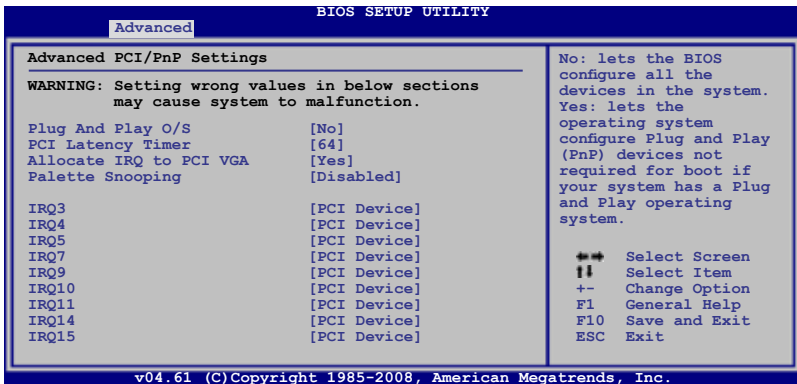 BIOS SETUP UTILITY
Advanced
Advanced PCI/PnP Settings
WARNING: Setting wrong values in below sections
may cause system to malfunction.
Plug And Play O/S [No]
PCI Latency Timer [64]
Allocate IRQ to PCI VGA [Yes]
Palette Snooping [Disabled]
IRQ3 [PCI Device]
IRQ4 [PCI Device]
IRQ5 [PCI Device]
IRQ7 [PCI Device]
IRQ9 [PCI Device]
IRQ10 [PCI Device]
IRQ11 [PCI Device]
IRQ14 [PCI Device]
IRQ15 [PCI Device]
No: lets the BIOS
configure all the
devices in the system.
Yes: lets the
operating system
configure Plug and Play
(PnP) devices not
required for boot if
your system has a Plug
and Play operating
system.
Select Screen
Select Item
+- Change Option
F1 General Help
F10 Save and Exit
ESC Exit
v04.61 (C)Copyright 1985-2008, American Megatrends, Inc.